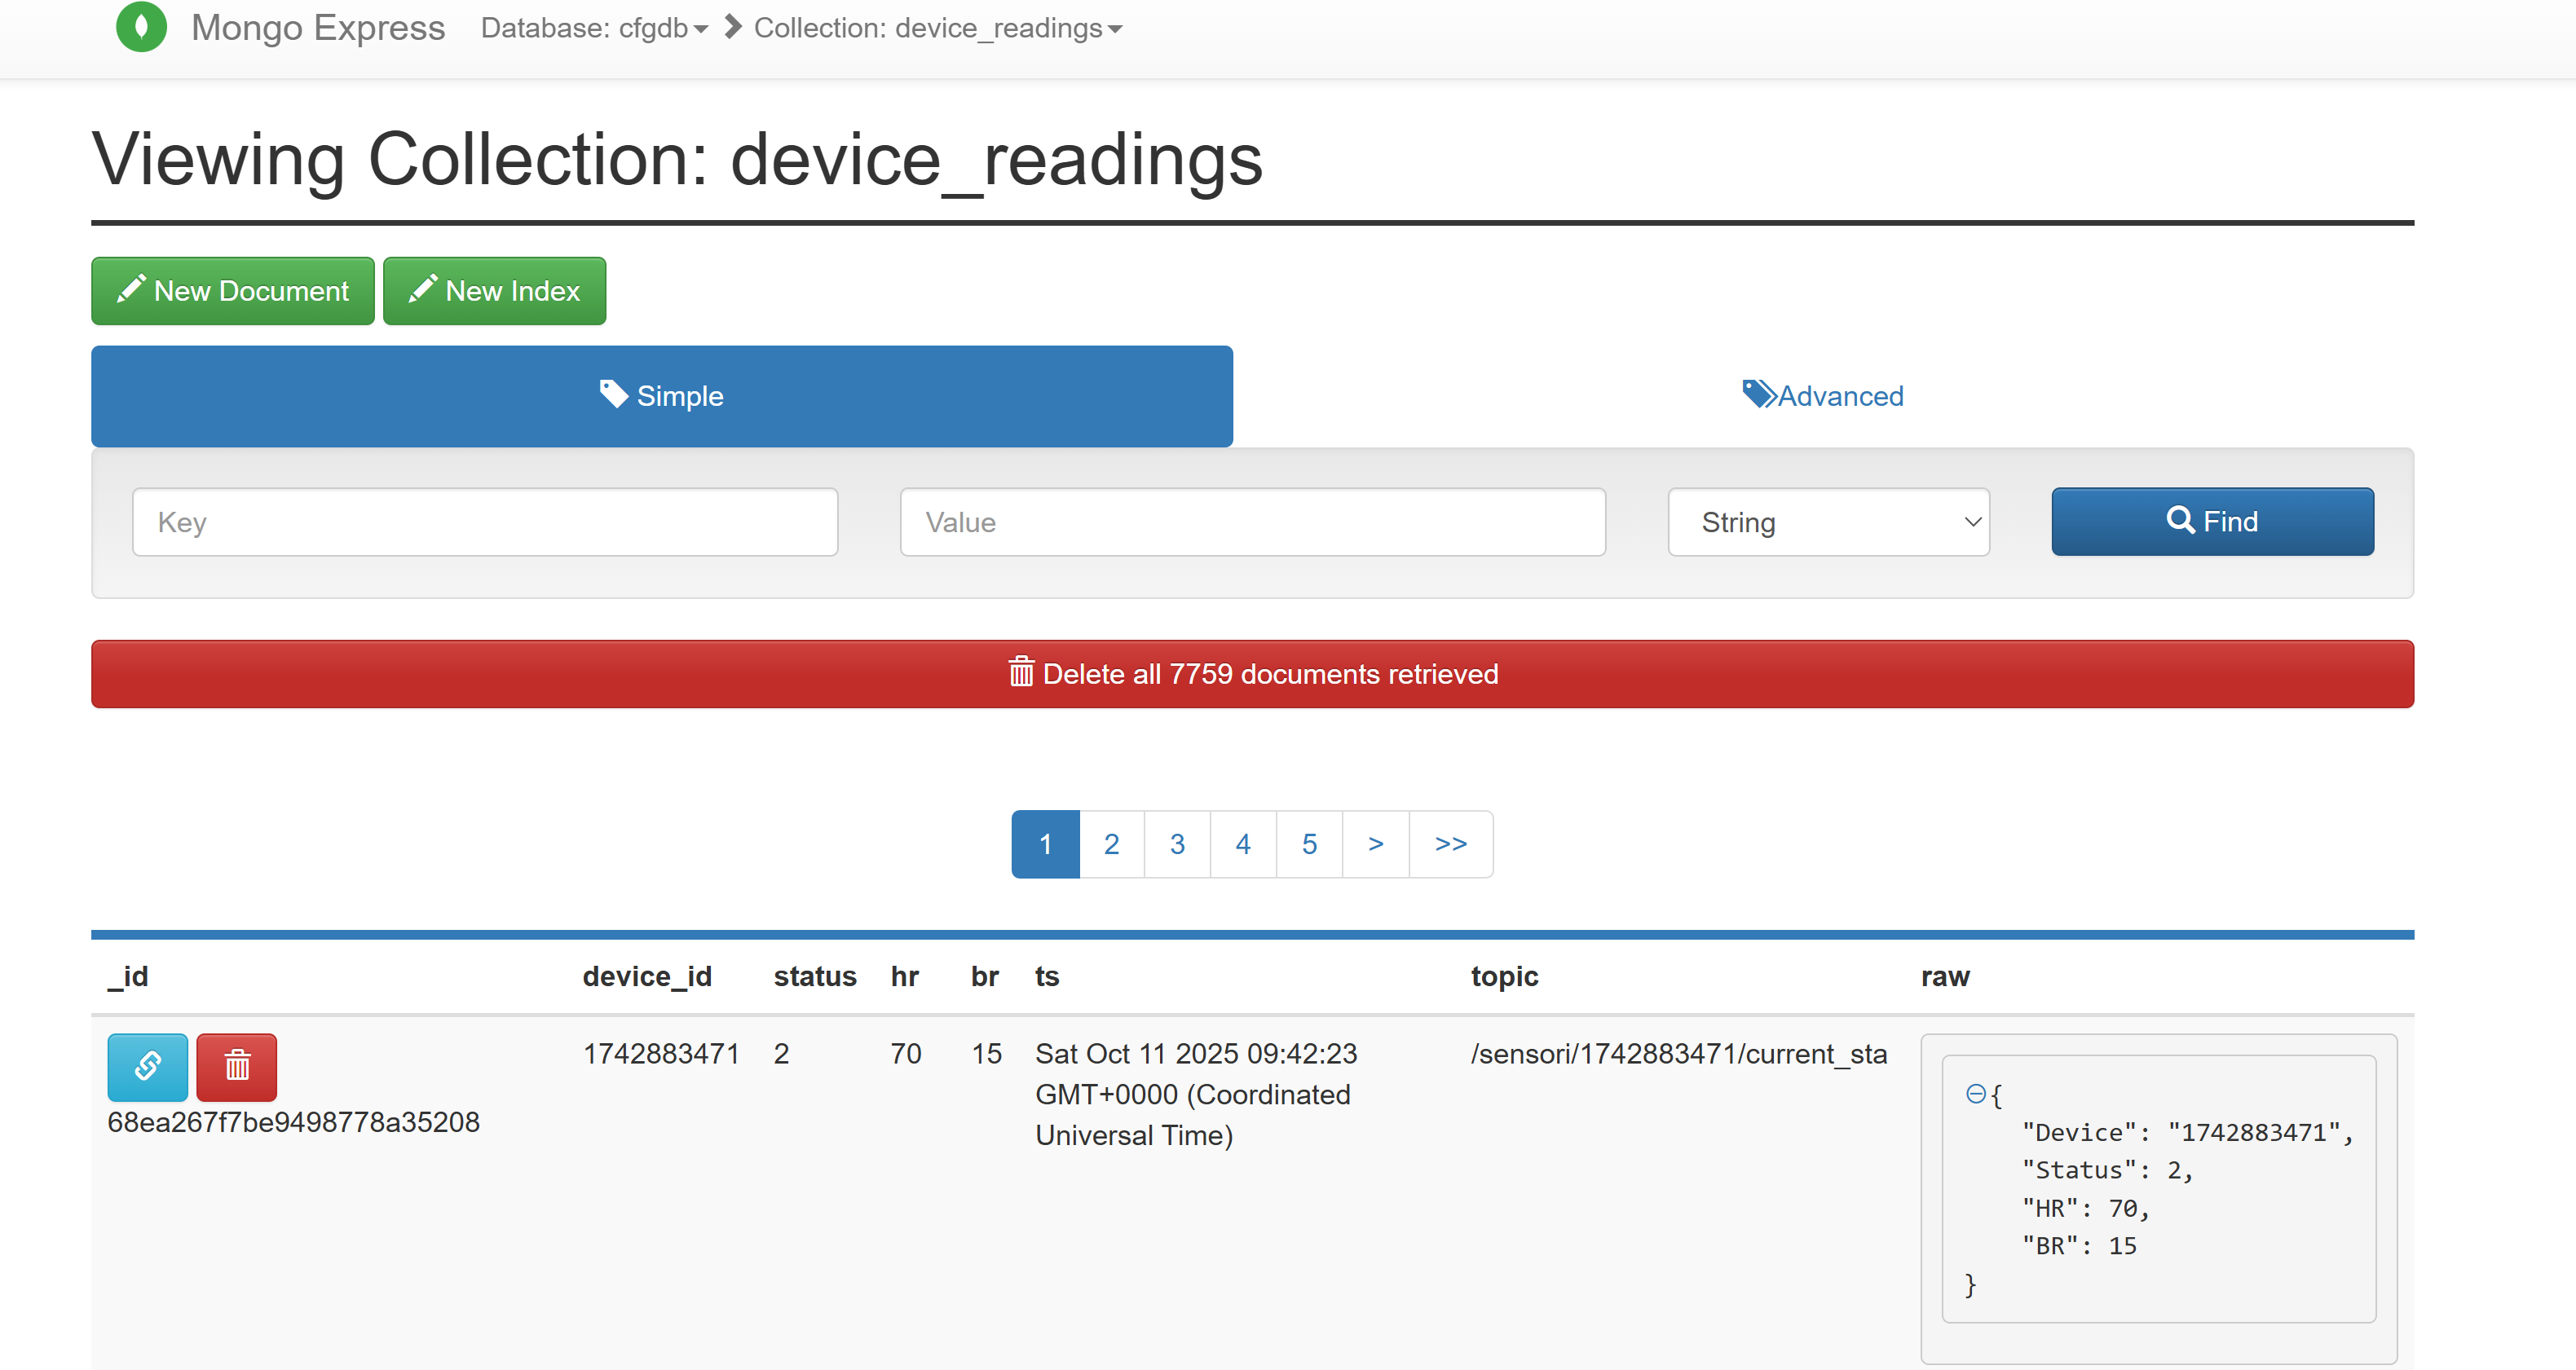 Mongo Express Database: cfgdb Collection: device_readings
Viewing Collection: device_readings
New Document New Index
Simple Advanced
Key Value String Find
Delete all 7759 documents retrieved
1 2 3 4 5 > >>
_id device_id status hr br ts topic raw
68ea267f7be9498778a35208
1742883471 2 70 15 Sat Oct 11 2025 09:42:23
GMT+0000 (Coordinated
Universal Time)
/sensori/1742883471/current_sta
{
"Device": "1742883471",
"Status": 2,
"HR": 70,
"BR": 15
}